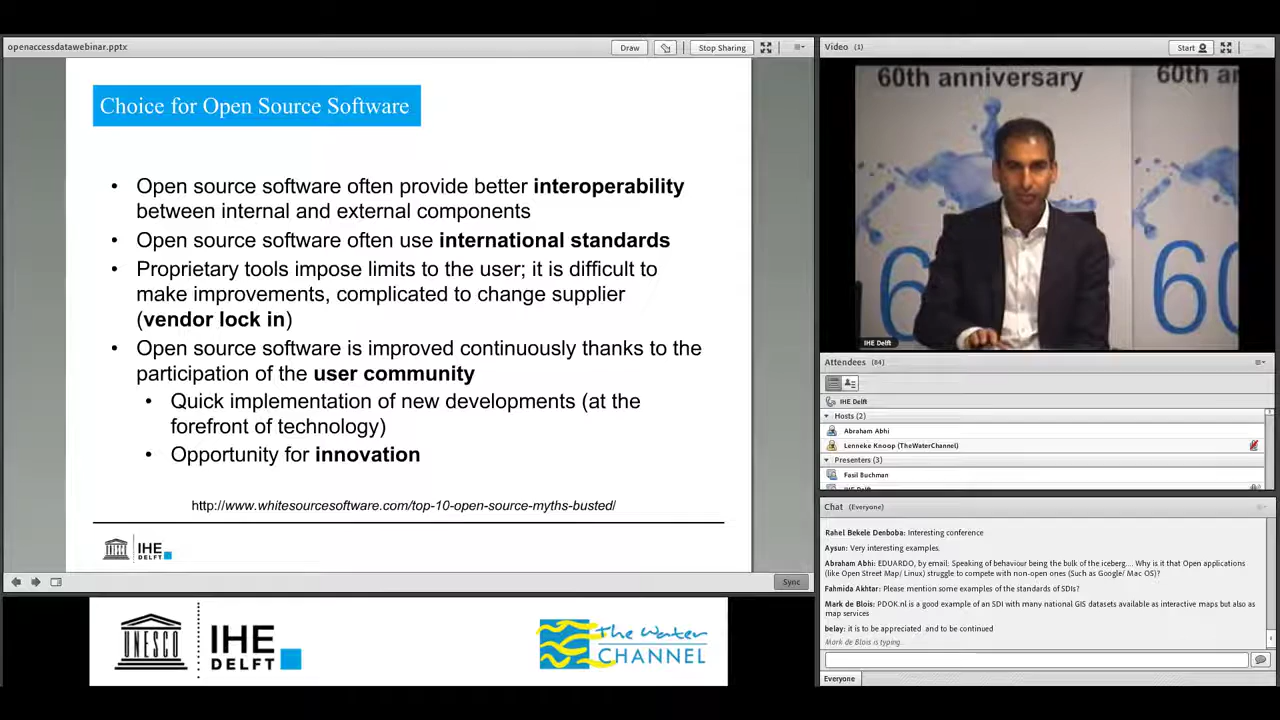 openaccessdatawebinar.pptx
Draw
Stop Sharing
Choice for Open Source Software
• Open source software often provide better interoperability
between internal and external components
• Open source software often use international standards
• Proprietary tools impose limits to the user; it is difficult to
make improvements, complicated to change supplier
(vendor lock in)
• Open source software is improved continuously thanks to the
participation of the user community
• Quick implementation of new developments (at the
forefront of technology)
• Opportunity for innovation
http://www.whitesourcesoftware.com/top-10-open-source-myths-busted/
IHE
DELFT
Sync
UNESCO
IHE
DELFT
The Water
CHANNEL
Video (1)
Start
60th anniversary
60th an
6
60
IHE Delft
Attendees (84)
IHE Delft
Hosts (2)
Abraham Abhi
Lenneke Knoop (TheWaterChannel)
Presenters (3)
Fasil Buchman
IHE Delft
Chat (Everyone)
Rahel Bekele Denboba: Interesting conference
Aysun: Very interesting examples.
Abraham Abhi: EDUARDO, by email: Speaking of behaviour being the bulk of the iceberg.... Why is it that Open applications
(like Open Street Map/ Linux) struggle to compete with non-open ones (Such as Google/ Mac OS)?
Fahmida Akhtar: Please mention some examples of the standards of SDIs?
Mark de Blois: PDOK.nl is a good example of an SDI with many national GIS datasets available as interactive maps but also as
map services
belay: it is to be appreciated and to be continued
Mark de Blois is typing.
Everyone